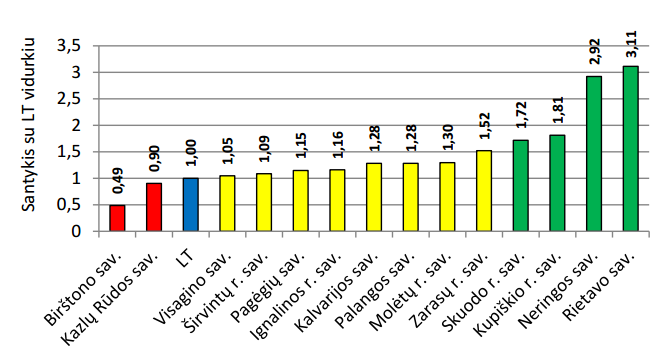 Santykis su LT vidurkiu
3,5
3
2,5
2
1,5
1
0,5
0
0,49
0,90
1,00
1,05
1,09
1,15
1,16
1,28
1,28
1,30
1,52
1,72
1,81
2,92
3,11
Birštono sav.
Kazlų Rūdos sav.
LT
Visagino sav.
Širvintų r. sav.
Pagėgių sav.
Ignalinos r. sav.
Kalvarijos sav.
Palangos sav.
Molėtų r. sav.
Zarasų r. sav.
Skuodo r. sav.
Kupiškio r. sav.
Neringos sav.
Rietavo sav.